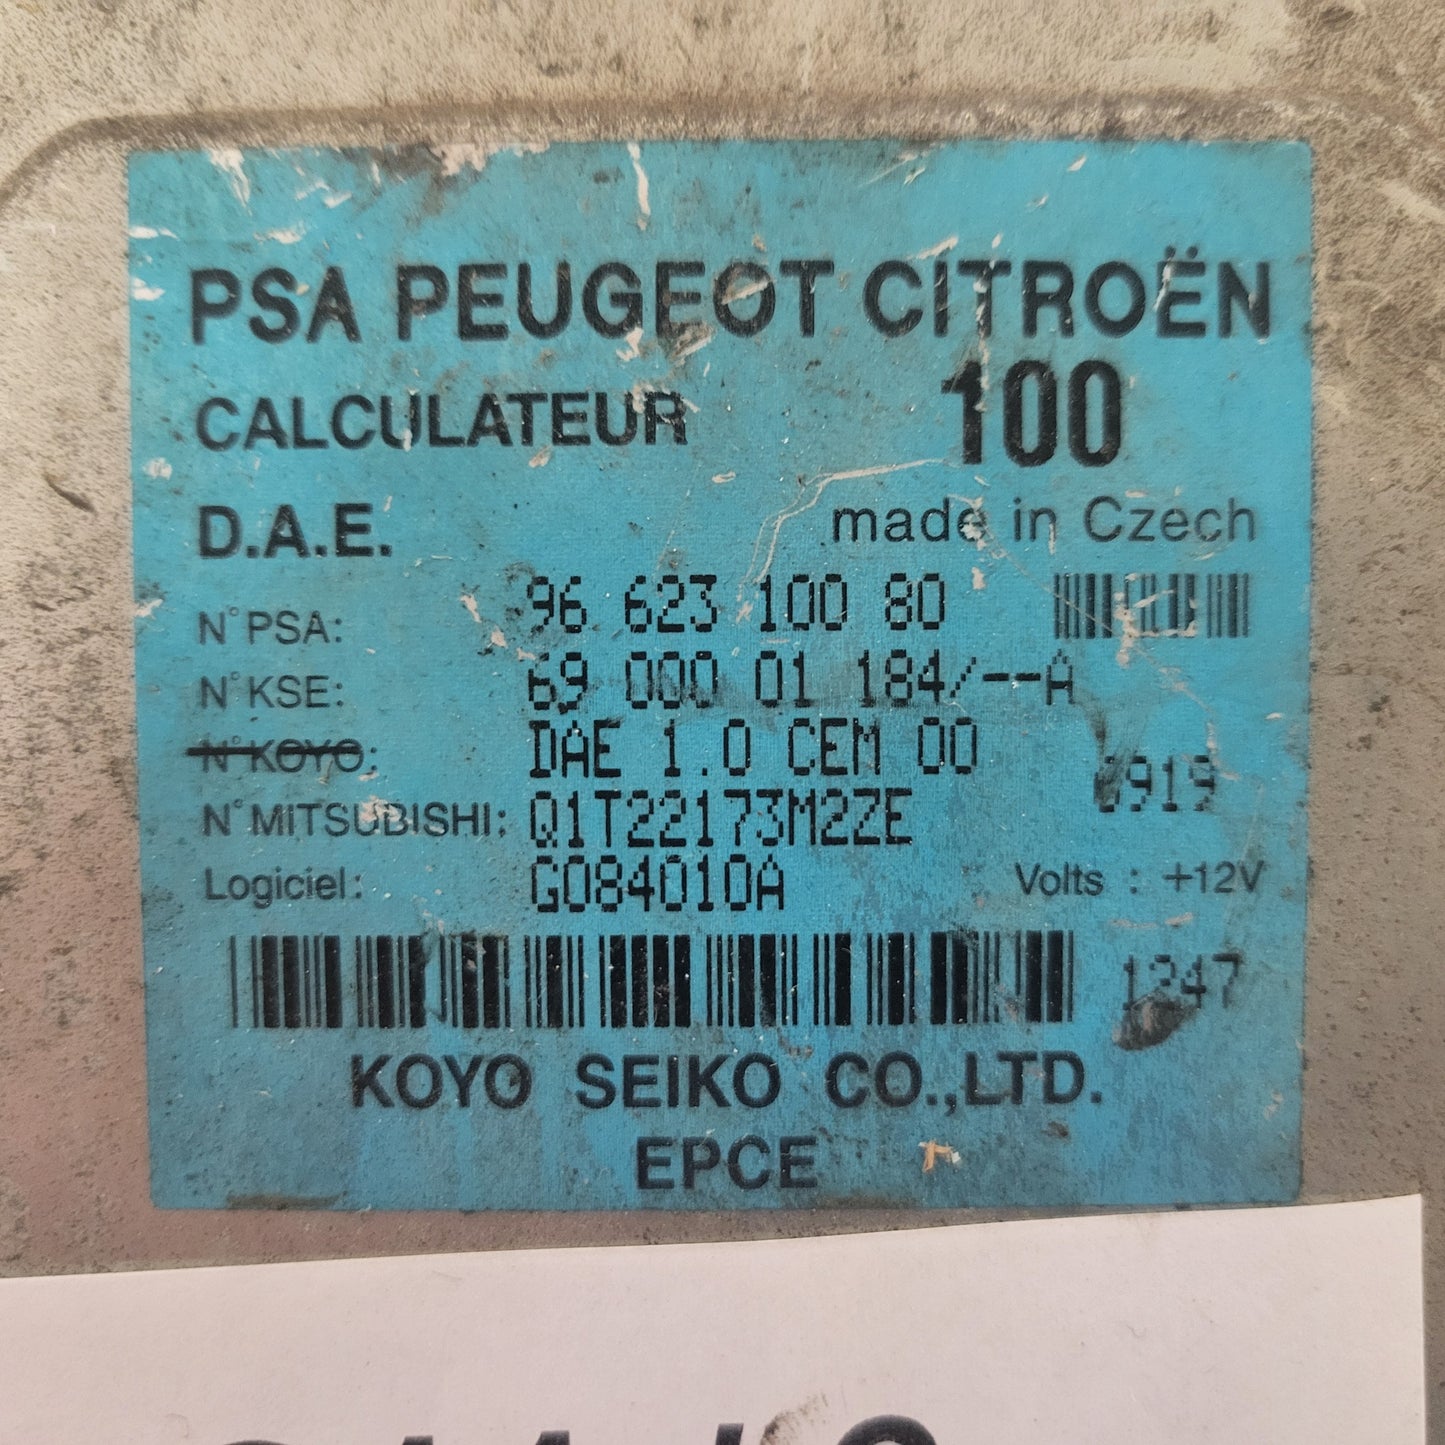 PSA PEUGEOT CITROËN
CALCULATEUR 100
D.A.E. made in Czech
N° PSA: 96 623 100 80
N° KSE: 69 000 01 184/--A
N° KOYO: DAE 1.0 CEM 00
0919
N° MITSUBISHI: Q1T22173M2ZE
Logiciel: G084010A Volts : +12V
1247
KOYO SEIKO CO.,LTD.
EPCE